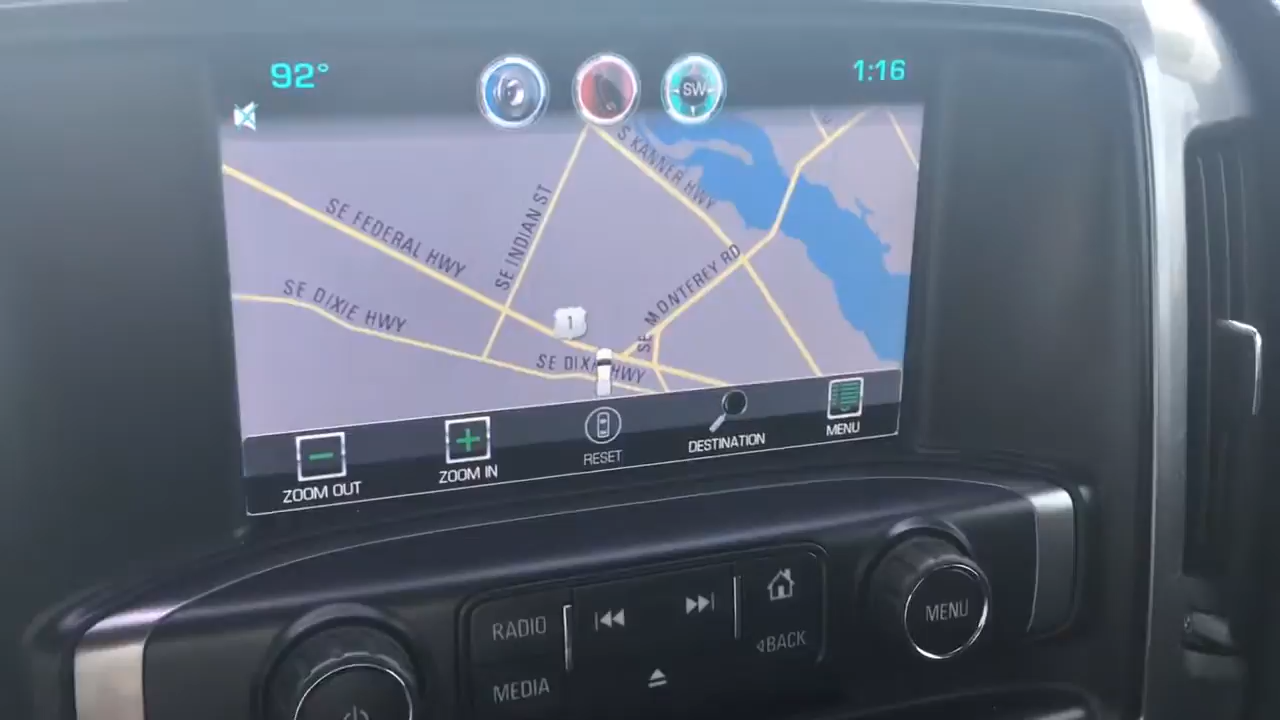 92°
SW
1:16
S KANNER HWY
SE FEDERAL HWY
SE INDIAN ST
SE MONTEREY RD
SE DIXIE HWY
1
SE DIXIE HWY
ZOOM OUT
ZOOM IN
RESET
DESTINATION
MENU
RADIO
MEDIA
BACK
MENU